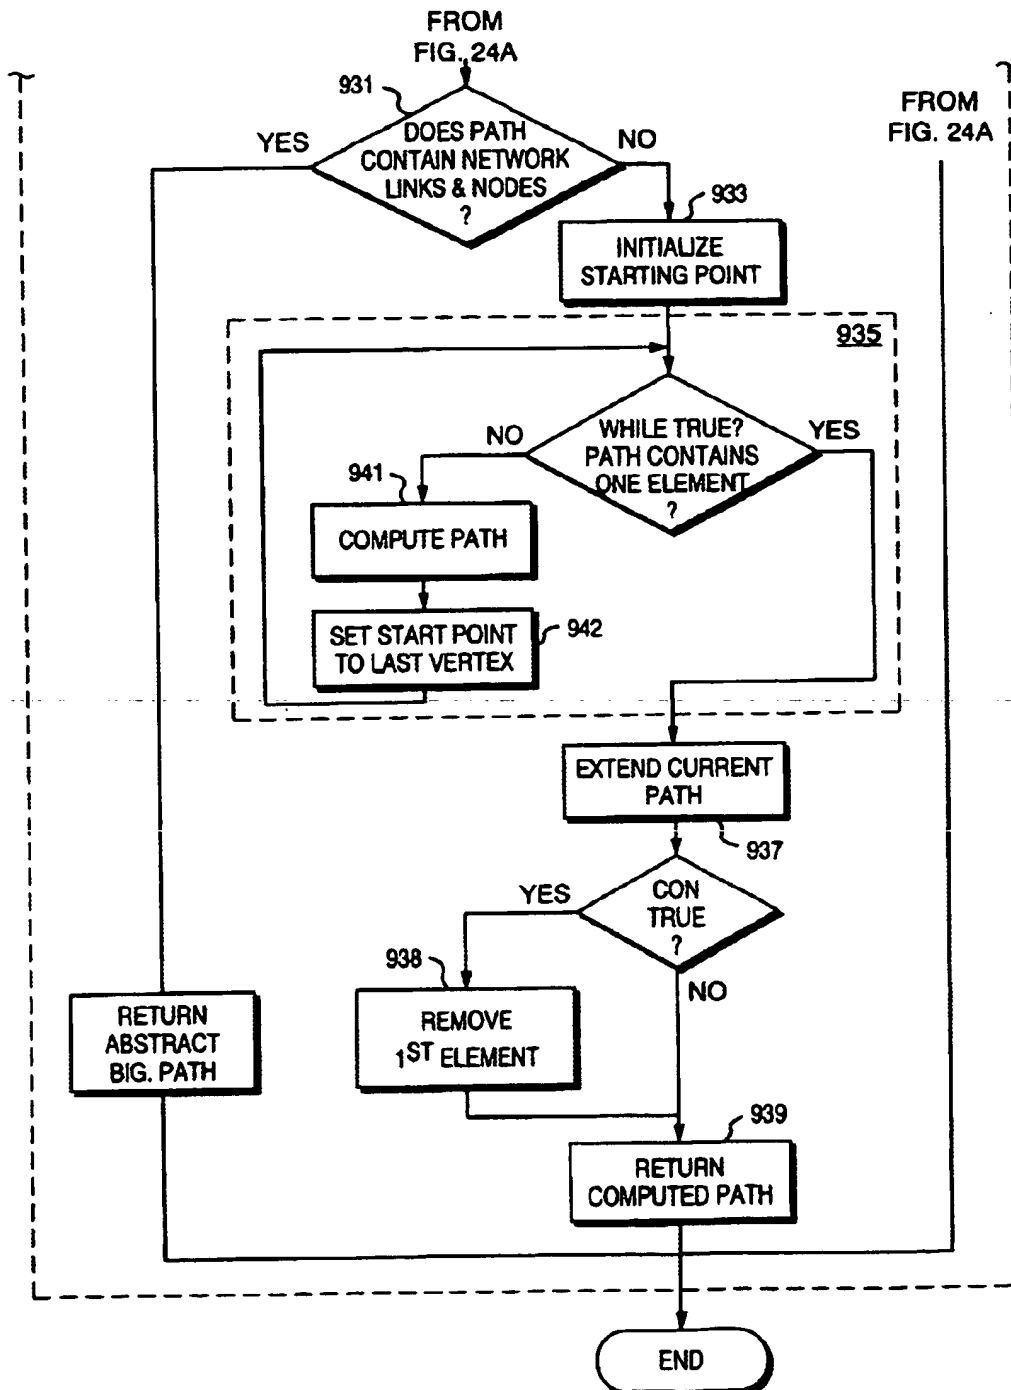 FROM
FIG. 24A
931
DOES PATH
CONTAIN NETWORK
LINKS & NODES
?
YES
NO
FROM
FIG. 24A
933
INITIALIZE
STARTING POINT
935
WHILE TRUE?
PATH CONTAINS
ONE ELEMENT
?
NO
YES
941
COMPUTE PATH
SET START POINT
TO LAST VERTEX
942
EXTEND CURRENT
PATH
937
CON
TRUE
?
YES
NO
938
REMOVE
1ST ELEMENT
RETURN
ABSTRACT
BIG. PATH
939
RETURN
COMPUTED PATH
END